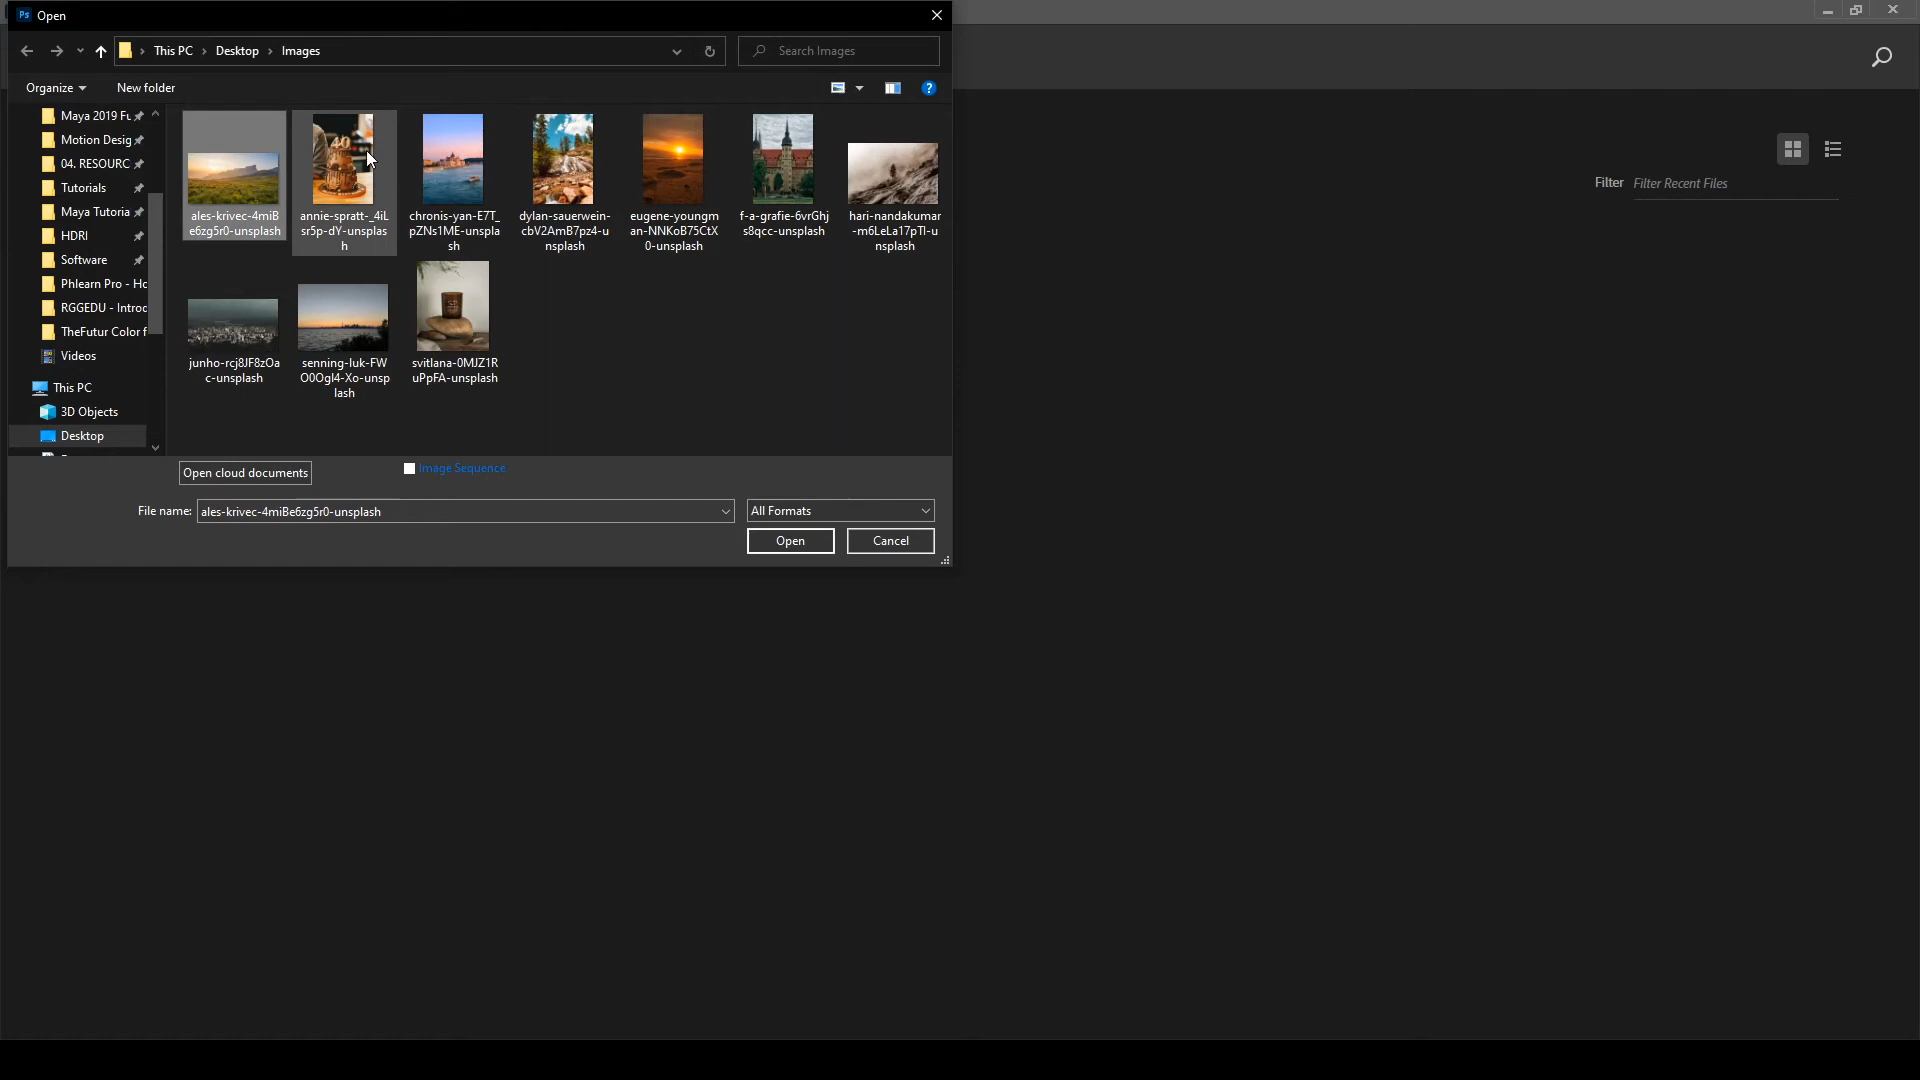 Ps Open
This PC > Desktop > Images
Search Images
Organize
New folder
?
Maya 2019 Fu
Motion Desig
04. RESOURC
Tutorials
Maya Tutoria
HDRI
Software
Phlearn Pro - Ho
RGGEDU - Introd
TheFutur Color f
Videos
This PC
3D Objects
Desktop
ales-krivec-4miB
e6zg5r0-unsplash
annie-spratt-_4iL
sr5p-dY-unsplas
h
chronis-yan-E7T_
pZNs1ME-unspla
sh
dylan-sauerwein-
cbV2AmB7pz4-u
nsplash
eugene-youngm
an-NNKoB75CtX
0-unsplash
f-a-grafie-6vrGhj
s8qcc-unsplash
hari-nandakumar
-m6LeLa17pTI-u
nsplash
junho-rcj8JF8zOa
c-unsplash
senning-luk-FW
O0Ogl4-Xo-unsp
lash
svitlana-0MJZ1R
uPpFA-unsplash
Open cloud documents
Image Sequence
File name: ales-krivec-4miBe6zg5r0-unsplash
All Formats
Open
Cancel
Filter Filter Recent Files